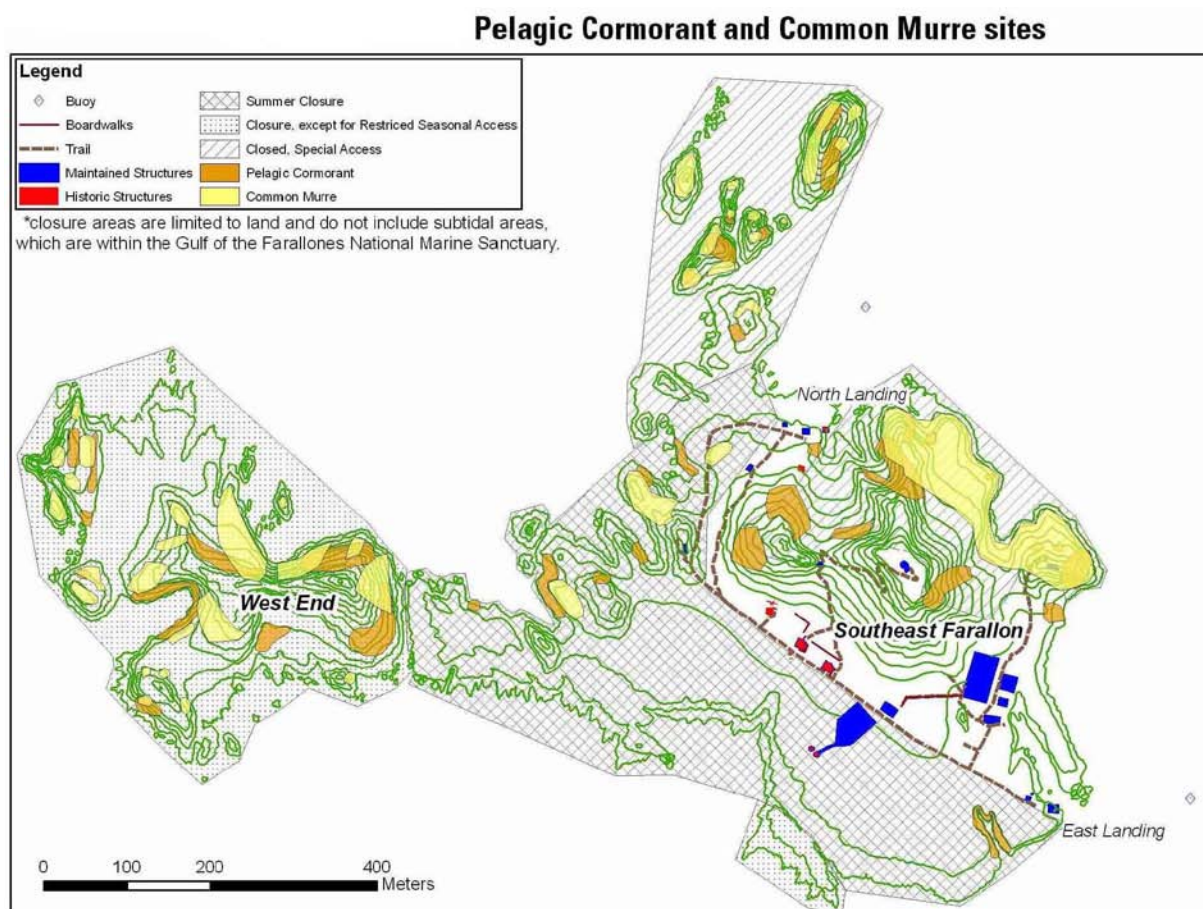 Pelagic Cormorant and Common Murre sites
Legend
Buoy
Boardwalks
Trail
Maintained Structures
Historic Structures
Summer Closure
Closure, except for Restriced Seasonal Access
Closed, Special Access
Pelagic Cormorant
Common Murre
*closure areas are limited to land and do not include subtidal areas,
which are within the Gulf of the Farallones National Marine Sanctuary.
North Landing
West End
Southeast Farallon
East Landing
0 100 200 400
Meters